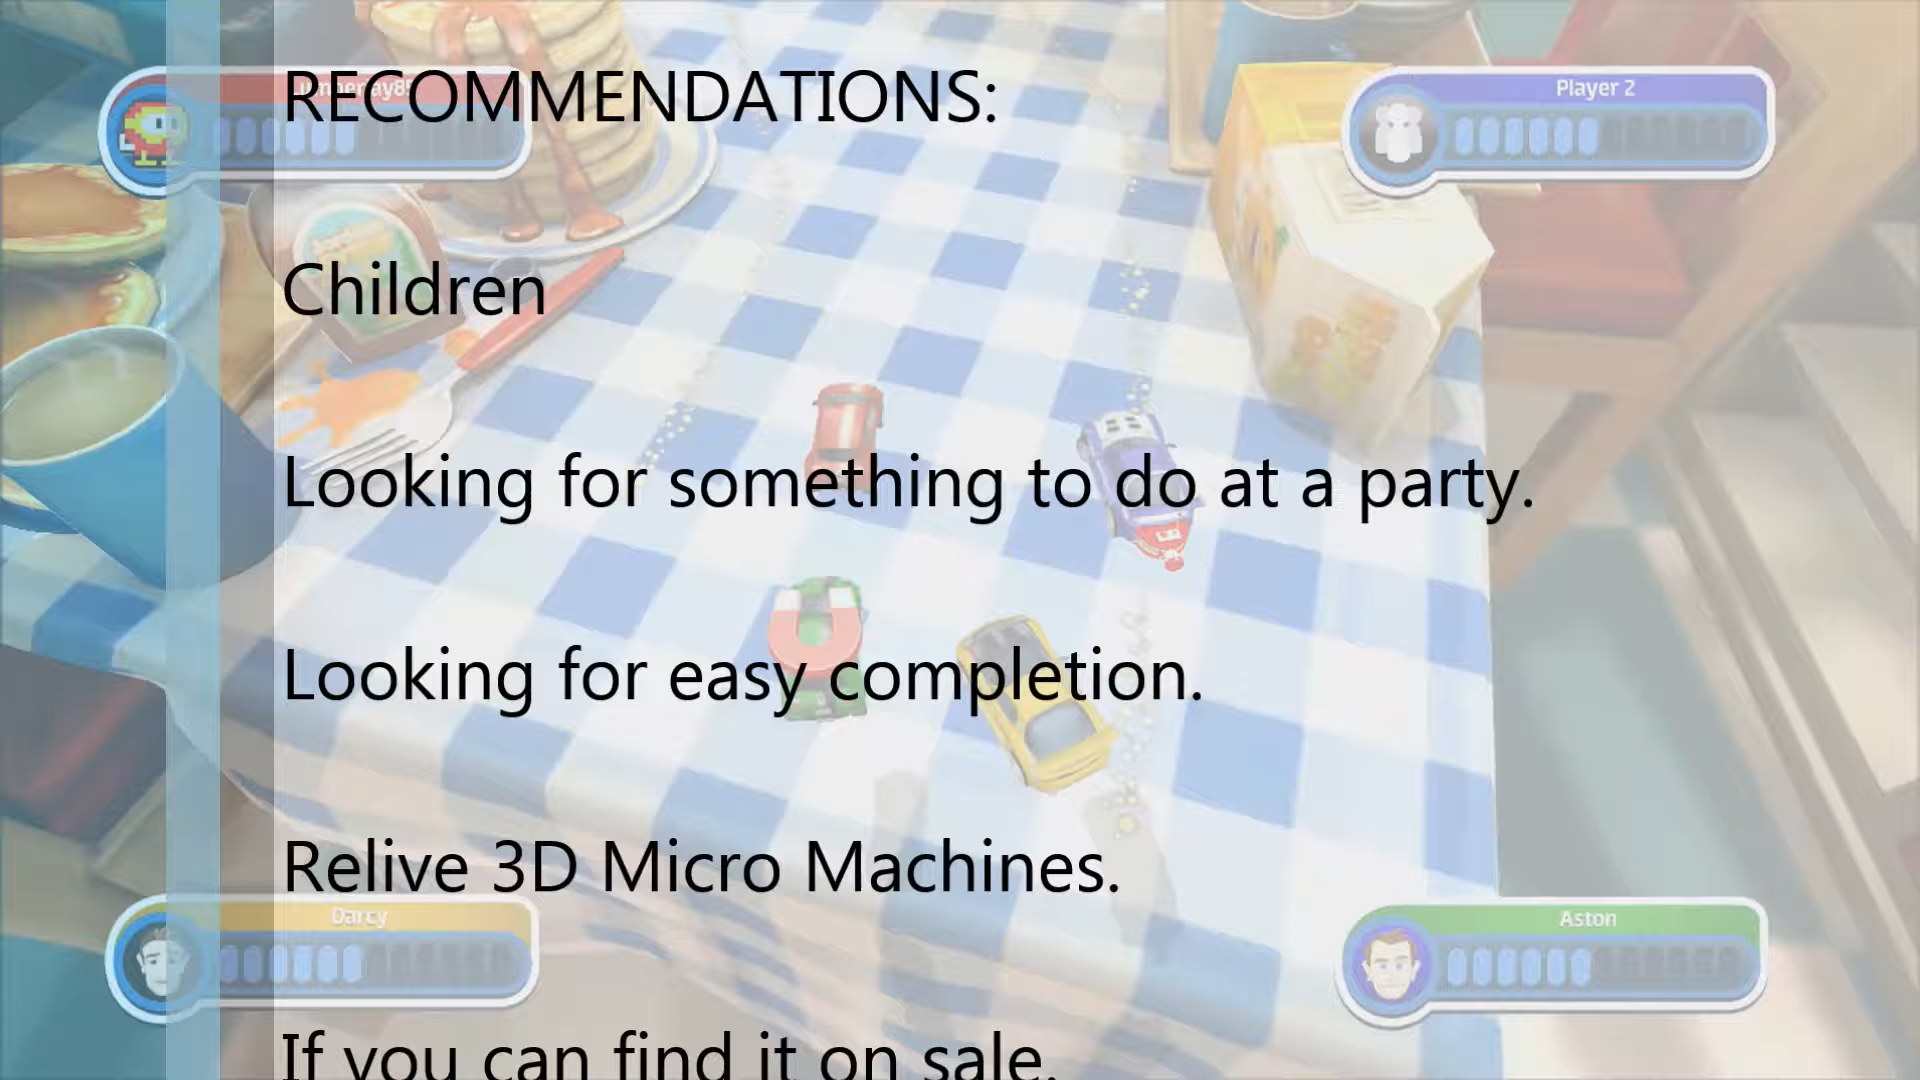 RECOMMENDATIONS:
Player 2
Children
Looking for something to do at a party.
Looking for easy completion.
Relive 3D Micro Machines.
Darcy
Aston
If you can find it on sale.